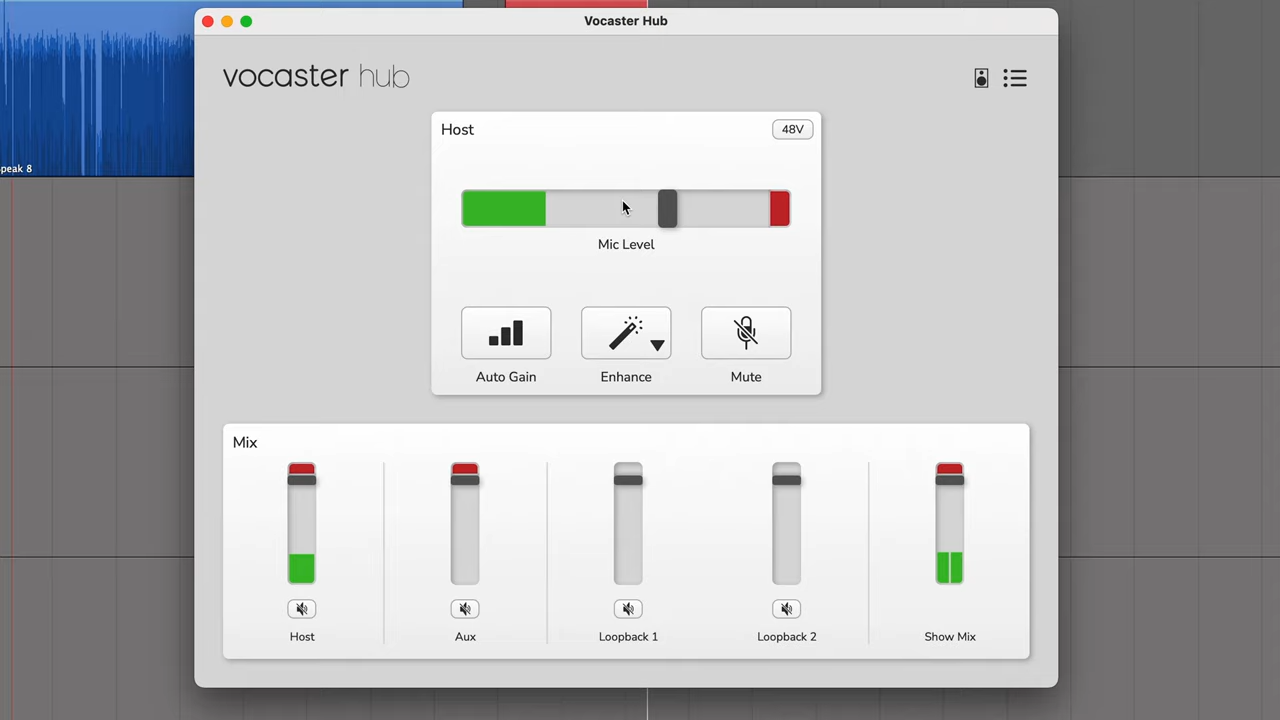 Vocaster Hub
vocaster hub
Host
48V
peak 8
Mic Level
Auto Gain
Enhance
Mute
Mix
Host
Aux
Loopback 1
Loopback 2
Show Mix